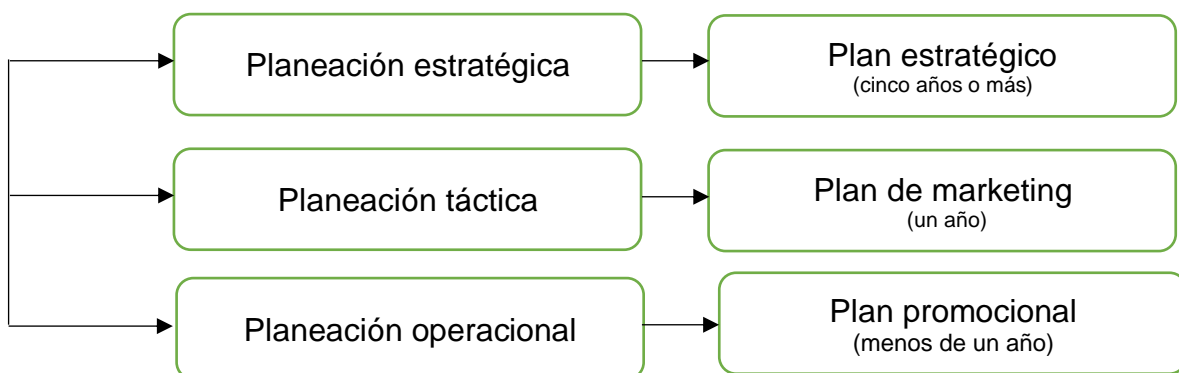 Planeación estratégica
Plan estratégico
(cinco años o más)
Planeación táctica
Plan de marketing
(un año)
Planeación operacional
Plan promocional
(menos de un año)